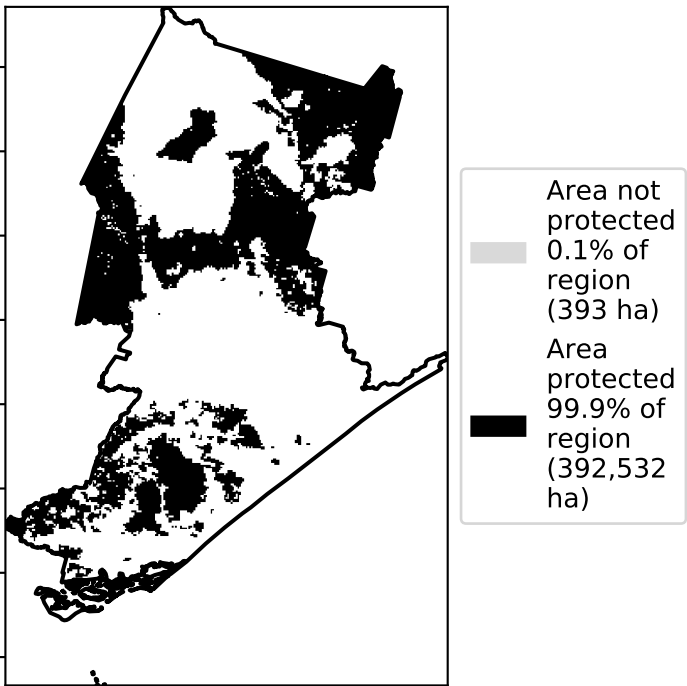 Area not
protected
0.1% of
region
(393 ha)
Area
protected
99.9% of
region
(392,532
ha)